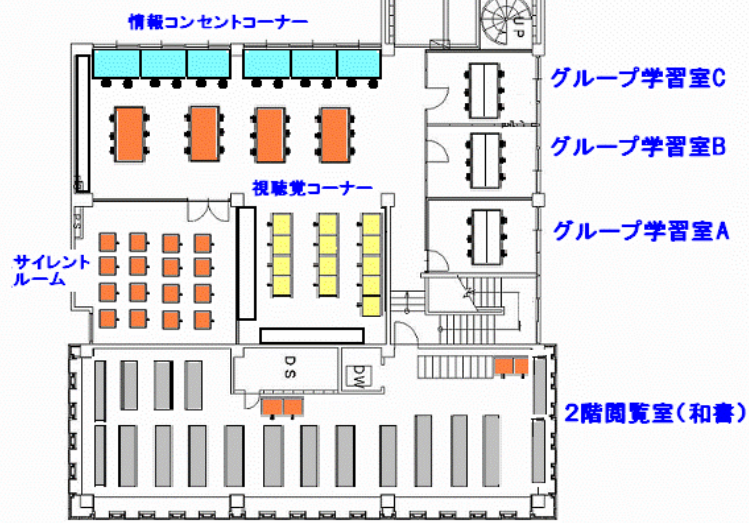 情報コンセントコーナー
UP
グループ学習室C
グループ学習室B
視聴覚コーナー
PS
グループ学習室A
サイレント
ルーム
DS
DW
2階閲覧室(和書)